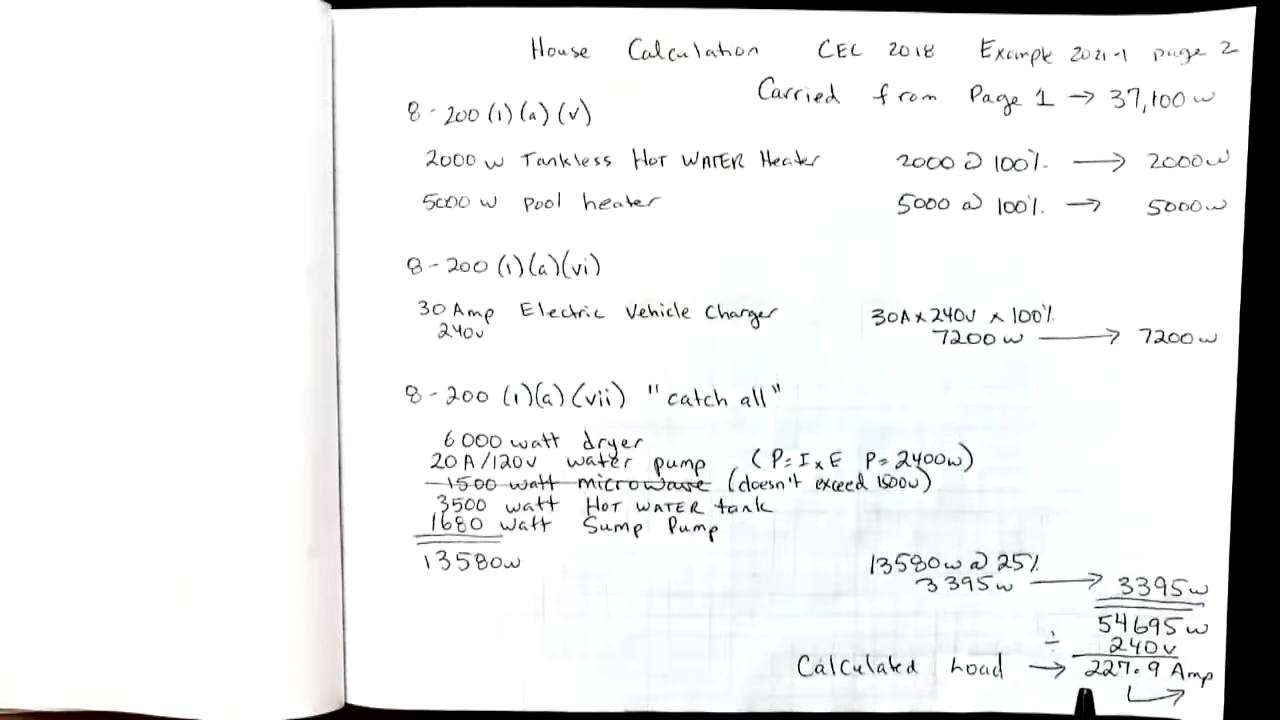 House Calculation CEC 2018 Example 2021-1 page 2
Carried from Page 1 → 37,100 w
8-200 (1)(a)(v)
2000 w Tankless HOT WATER Heater 2000 @ 100% → 2000w
5000 w pool heater 5000 @ 100% → 5000w
8-200 (1)(a)(vi)
30 Amp Electric Vehicle Charger 30A x 240V x 100%
240v 7200 w → 7200w
8-200 (1)(a)(vii) "catch all"
6000 watt dryer
20 A/120v water pump (P=IxE P=2400w)
1500 watt microwave (doesn't exceed 1500w)
3500 watt HOT WATER tank
1680 watt Sump Pump
13580w 13580w @ 25%
3395w → 3395w
54695w
÷ 240v
Calculated Load → 227.9 Amp